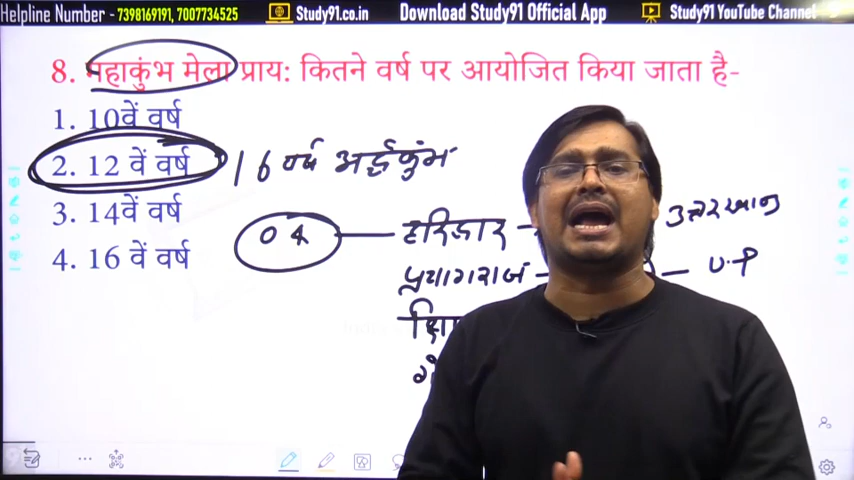 Helpline Number - 7398169191, 7007734525 Study91.co.in Download Study91 Official App Study91 YouTube Channel
8. महाकुंभ मेला प्राय: कितने वर्ष पर आयोजित किया जाता है-
1. 10वें वर्ष
2. 12 वें वर्ष 6 वर्ष अर्द्धकुंभ
3. 14वें वर्ष
04 हरिद्वार उत्तराखण्ड
4. 16 वें वर्ष
प्रयागराज U.P